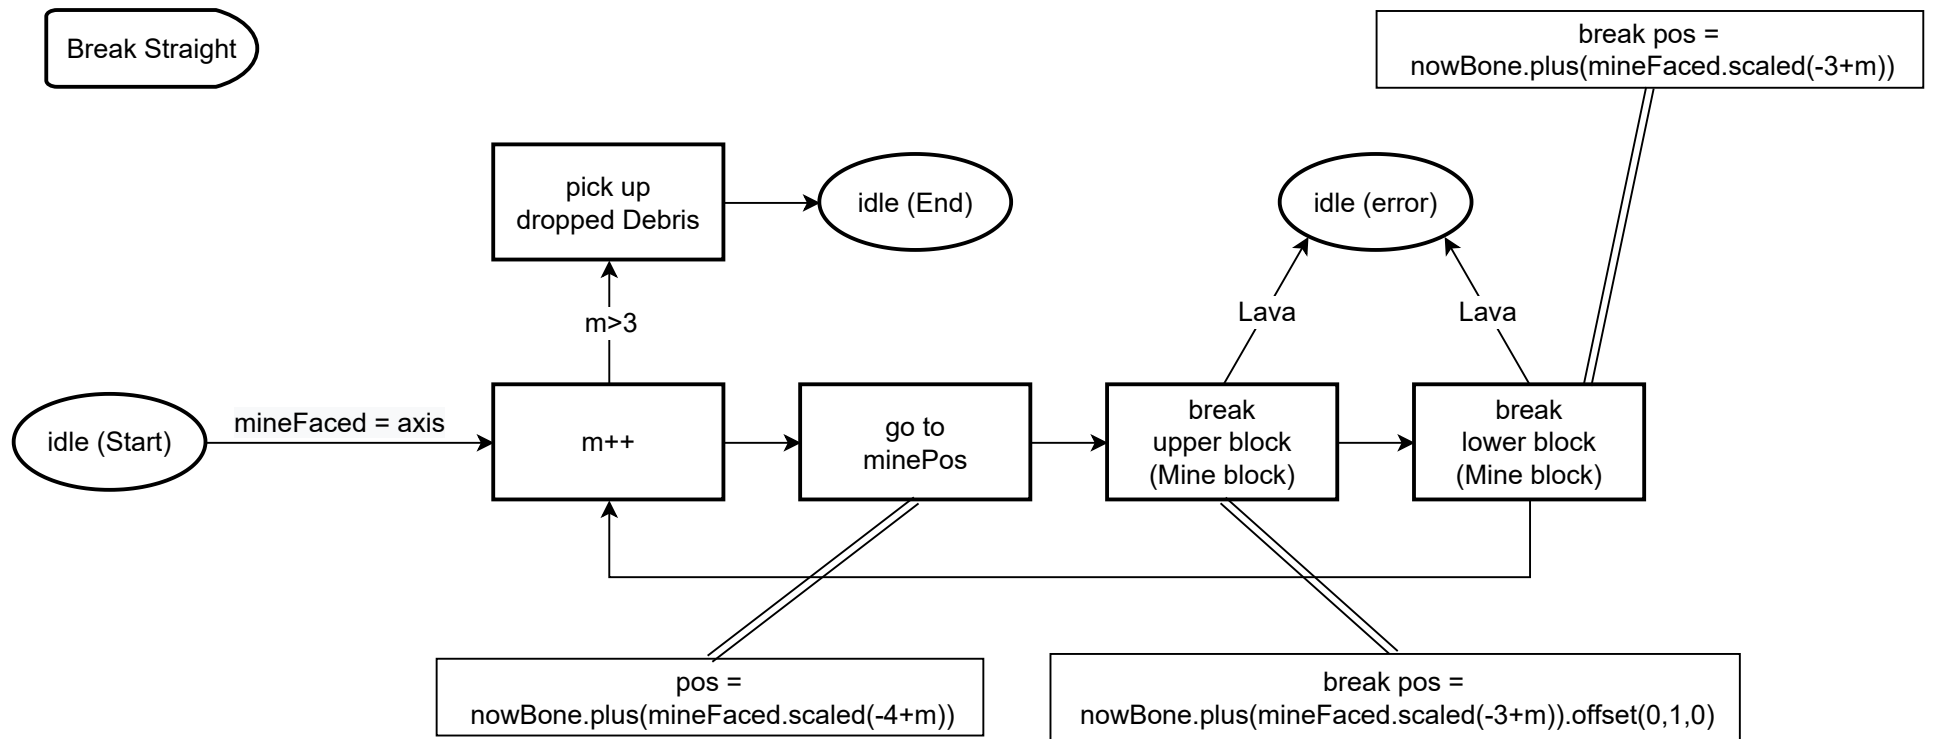 Break Straight
break pos =
nowBone.plus(mineFaced.scaled(-3+m))
pick up
dropped Debris
idle (End)
idle (error)
m>3
Lava
Lava
idle (Start)
mineFaced = axis
m++
go to
minePos
break
upper block
(Mine block)
break
lower block
(Mine block)
pos =
nowBone.plus(mineFaced.scaled(-4+m))
break pos =
nowBone.plus(mineFaced.scaled(-3+m)).offset(0,1,0)